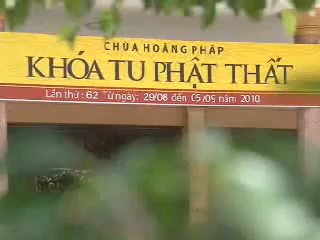 CHÙA HOÀNG PHÁP
KHÓA TU PHẬT THẤT
Lần thứ : 62 Từ ngày: 29/08 đến 05/09 năm 2010